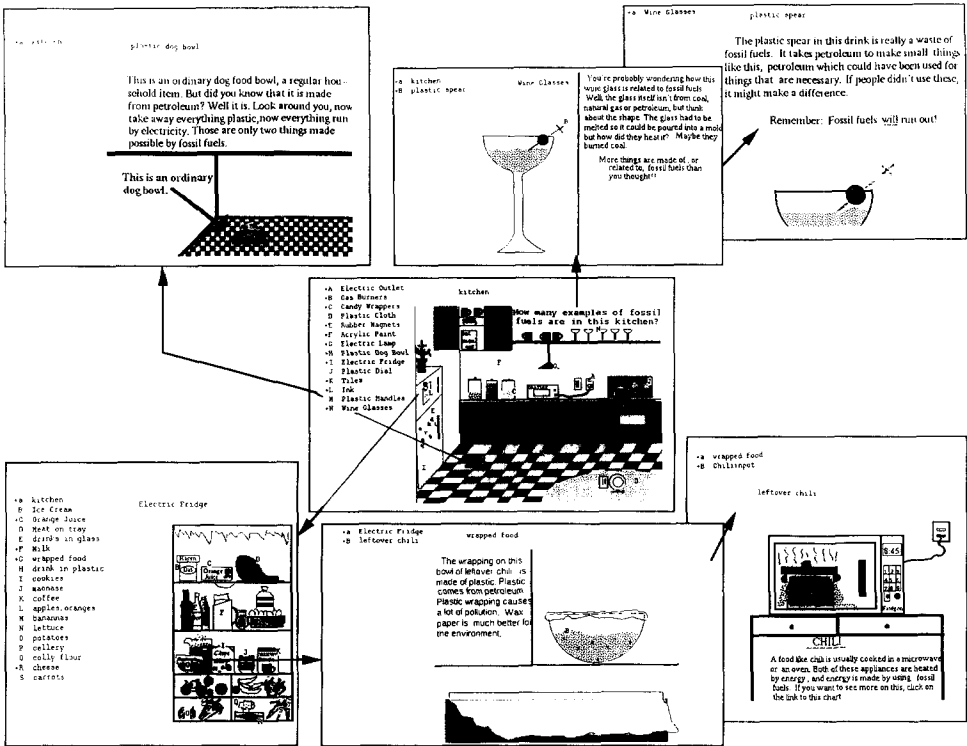 plastic dog bowl
This is an ordinary dog food bowl, a regular hou-
sehold item. But did you know that it is made
from petroleum? Well it is. Look around you, now
take away everything plastic,now everything run
by electricity. Those are only two things made
possible by fossil fuels.
This is an ordinary
dog bowl.
+a kitchen
+B plastic spear
Wine Glasses
You're probably wondering how this
wine glass is related to fossil fuels
Well, the glass itself isn't from coal,
natural gas or petroleum, but think
about the shape. The glass had to be
melted so it could be poured into a mold
but how did they heat it? Maybe they
burned coal.
More things are made of, or
related to, fossil fuels than
you thought!!
B
+a Wine Glasses
plastic spear
The plastic spear in this drink is really a waste of
fossil fuels. It takes petroleum to make small things
like this, petroleum which could have been used for
things that are necessary. If people didn't use these,
it might make a difference.
Remember: Fossil fuels will run out!
+A Electric Outlet
+B Gas Burners
+C Candy Wrappers
D Plastic Cloth
+E Rubber Magnets
+F Acrylic Paint
+G Electric Lamp
+H Plastic Dog Bowl
+I Electric Fridge
J Plastic Dial
+K Tiles
+L Ink
M Plastic Handles
+N Wine Glasses
kitchen
How many examples of fossil
fuels are in this kitchen?
+a kitchen
B Ice Cream
+C Orange Juice
D Meat on tray
E drinks in glass
+F Milk
+G wrapped food
H drink in plastic
I cookies
J maonase
K coffee
L apples,oranges
M banannas
N lettuce
O potatoes
P cellery
Q colly flour
+R cheese
S carrots
Electric Fridge
Orange
Juice
+a Electric Fridge
+B leftover chili
wrapped food
The wrapping on this
bowl of leftover chili is
made of plastic. Plastic
comes from petroleum.
Plastic wrapping causes
a lot of pollution. Wax
paper is much better for
the environment.
B
+a wrapped food
+B Chiliinpot
leftover chili
8:45
CHILI
A food like chili is usually cooked in a microwave
or an oven. Both of these appliances are heated
by energy, and energy is made by using fossil
fuels. If you want to see more on this, click on
the link to this chart